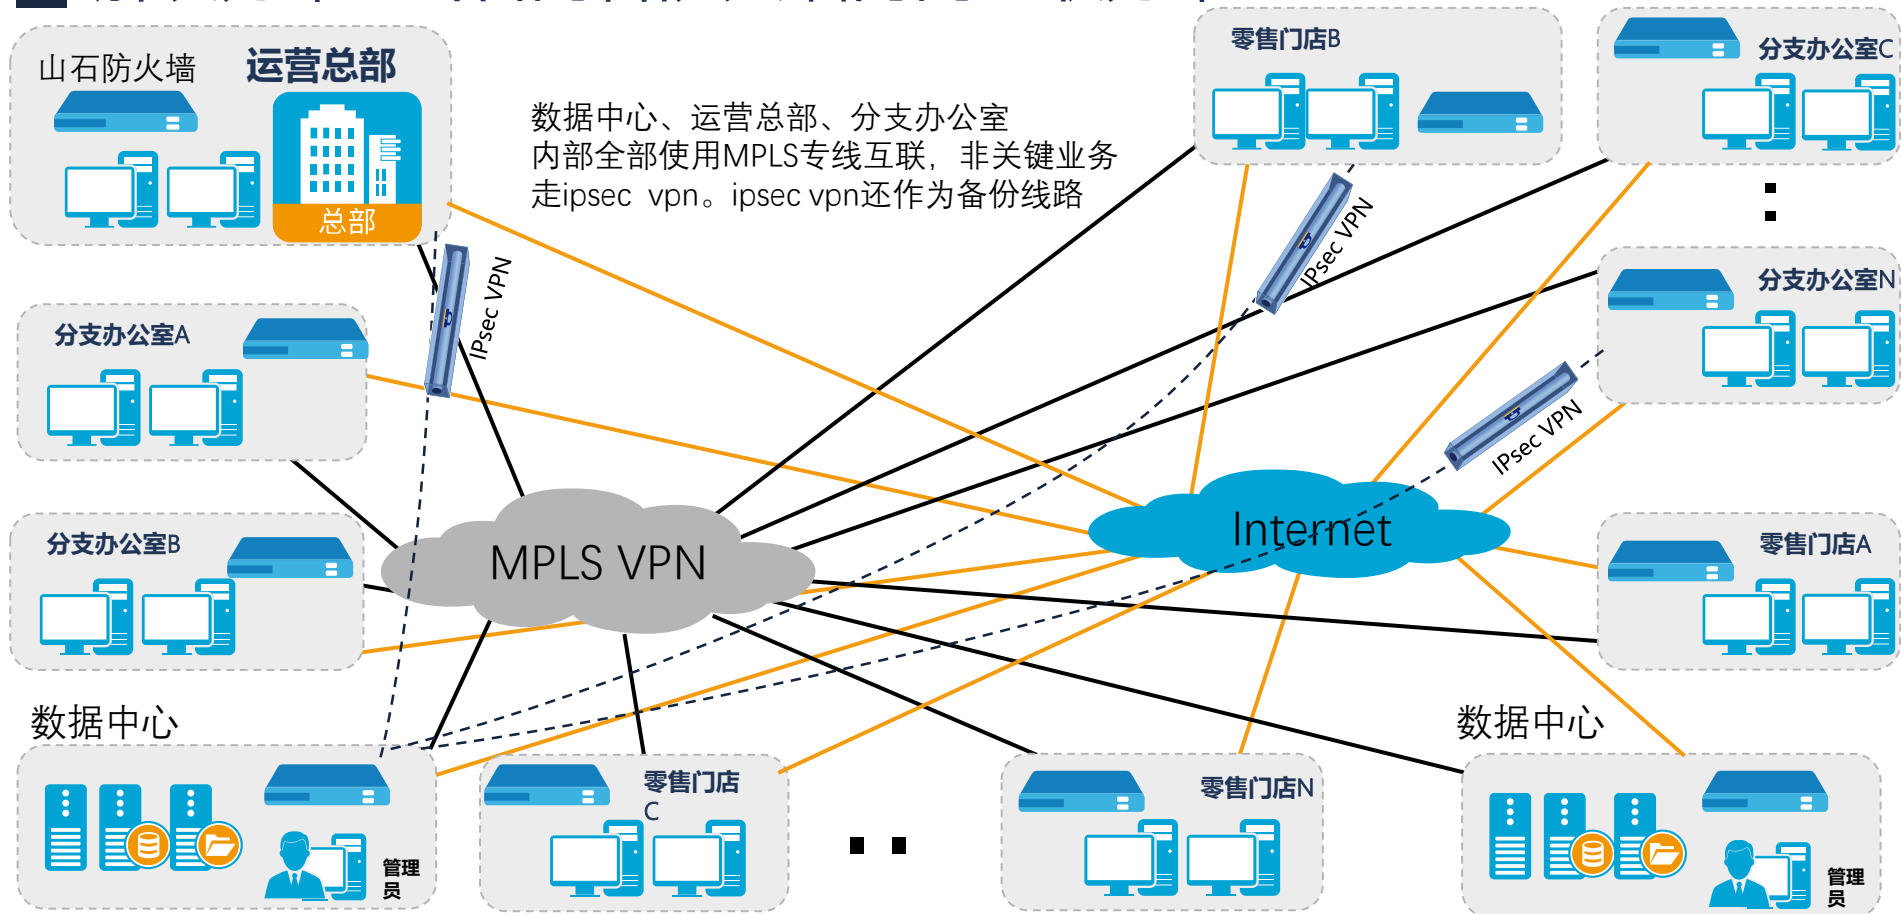 山石防火墙
运营总部
总部
数据中心、运营总部、分支办公室
内部全部使用MPLS专线互联，非关键业务
走ipsec vpn。ipsec vpn还作为备份线路
零售门店B
分支办公室C
IPsec VPN
IPsec VPN
分支办公室A
分支办公室N
IPsec VPN
分支办公室B
MPLS VPN
Internet
零售门店A
数据中心
管理
员
零售门店
C
零售门店N
数据中心
管理
员